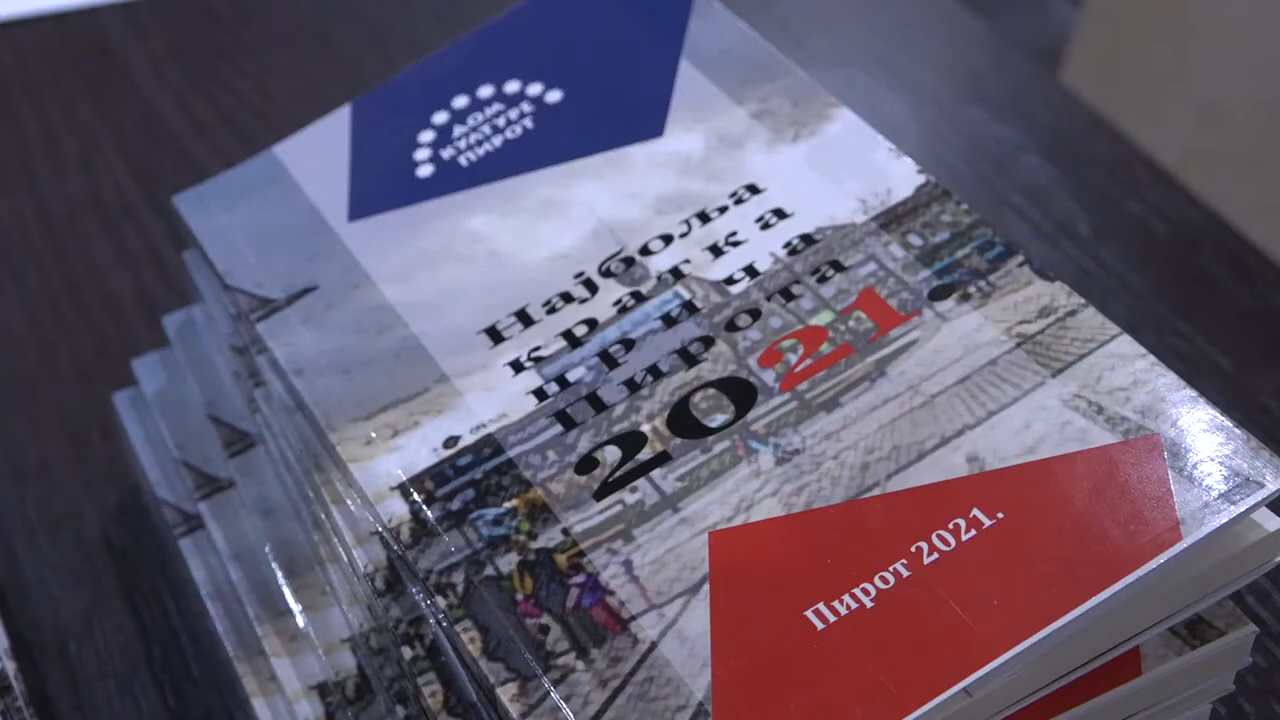 ДОМ
КУЛТУРЕ
ПИРОТ
Најбоља
кратка
прича
Пирота
2021.
Пирот 2021.